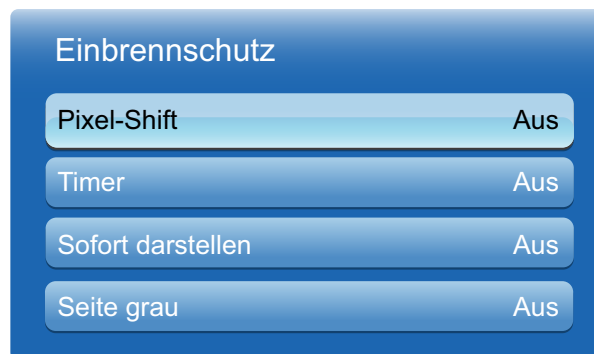 Einbrennschutz
Pixel-Shift Aus
Timer Aus
Sofort darstellen Aus
Seite grau Aus